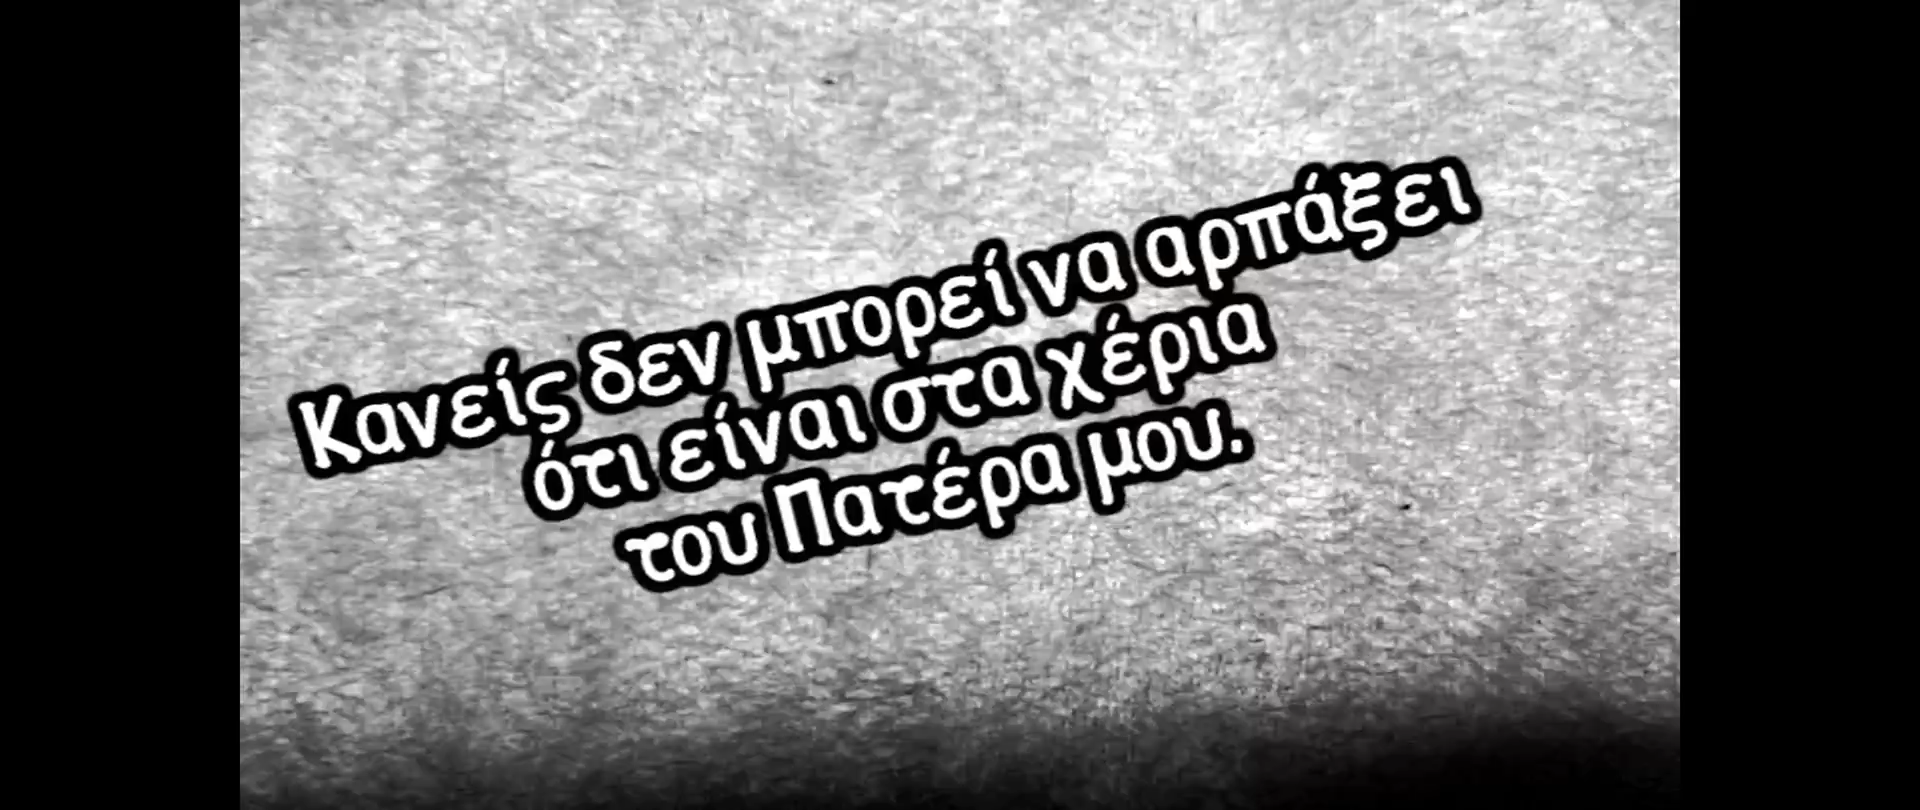 Κανείς δεν μπορεί να αρπάξει
ότι είναι στα χέρια
του Πατέρα μου.